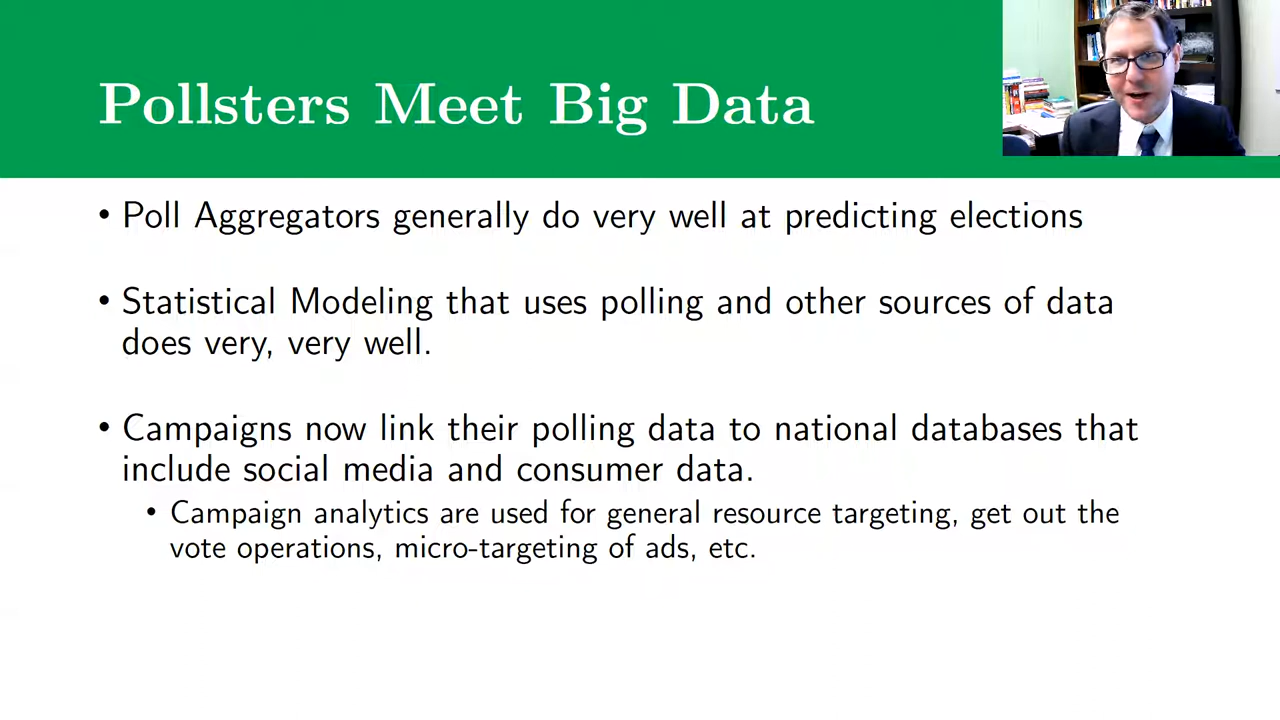 Pollsters Meet Big Data
• Poll Aggregators generally do very well at predicting elections
• Statistical Modeling that uses polling and other sources of data
does very, very well.
• Campaigns now link their polling data to national databases that
include social media and consumer data.
• Campaign analytics are used for general resource targeting, get out the
vote operations, micro-targeting of ads, etc.